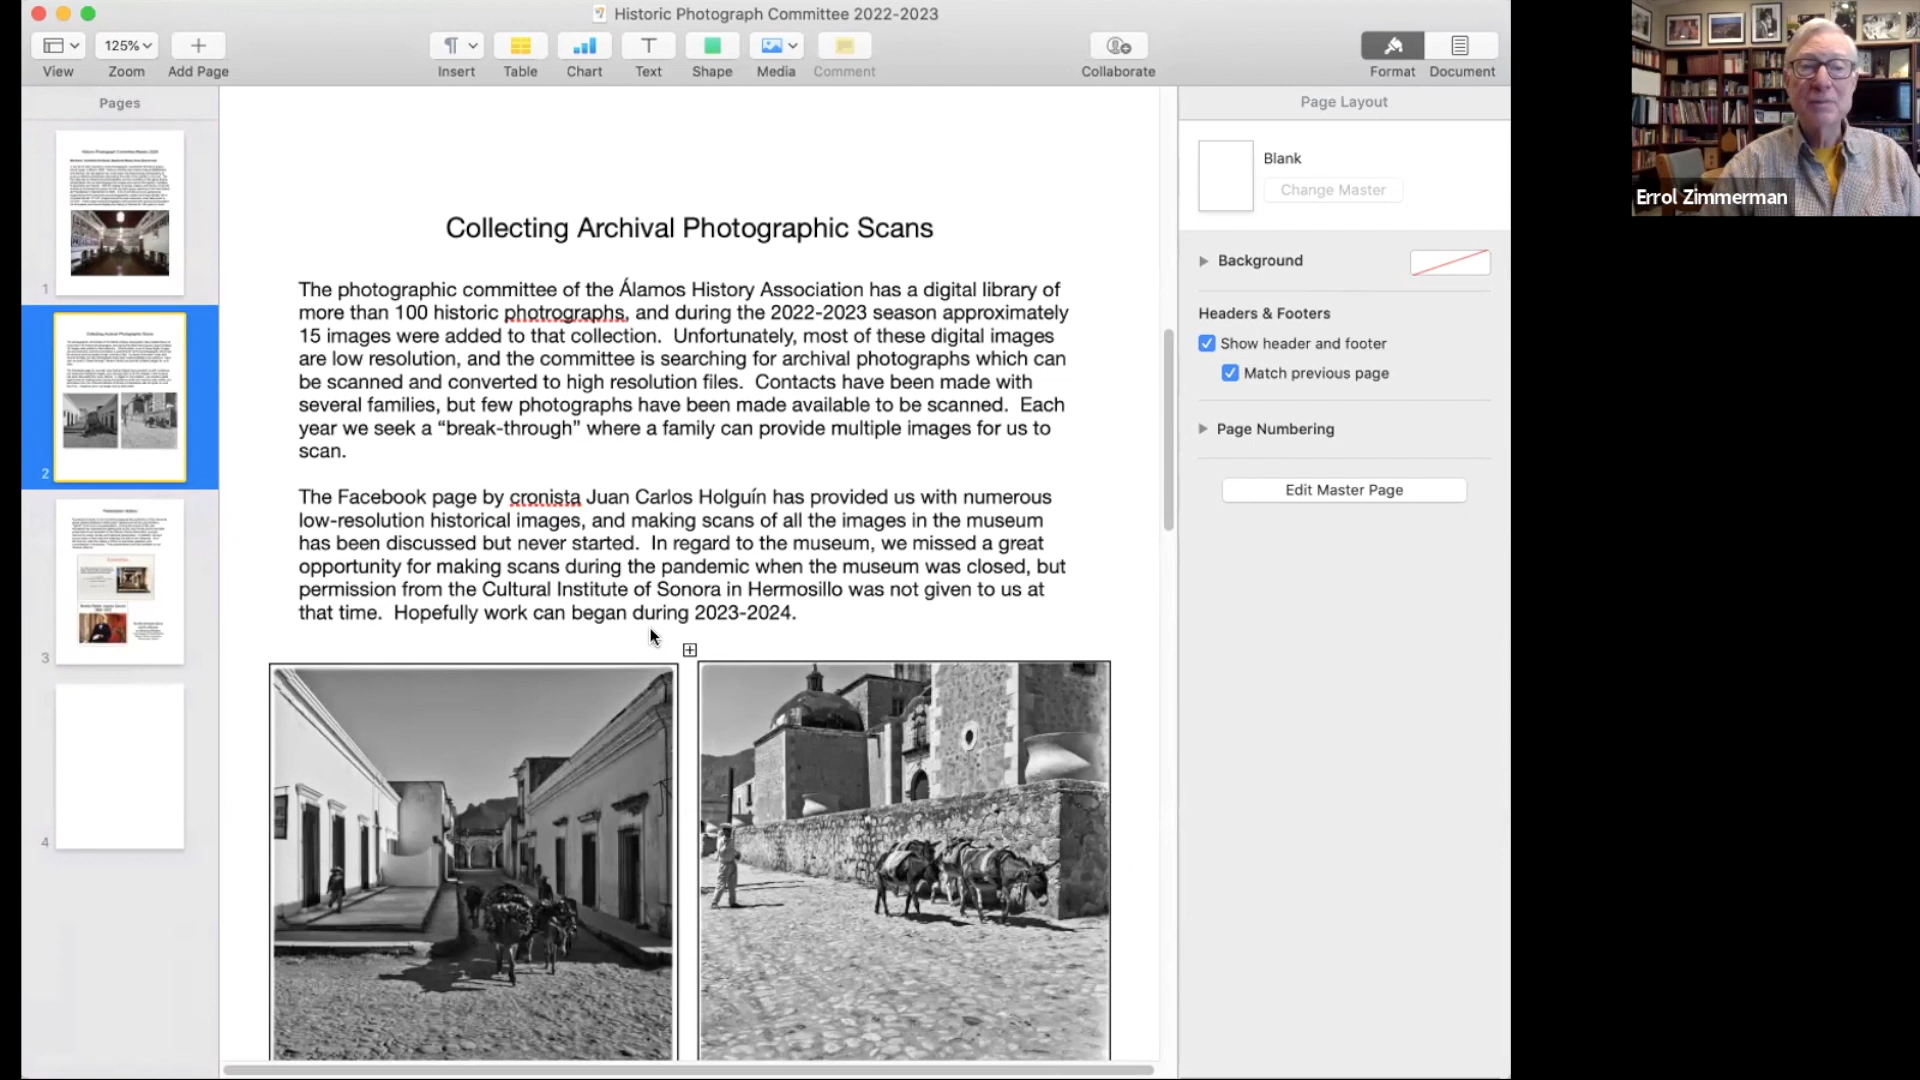 Historic Photograph Committee 2022-2023
125%
View
Zoom
Add Page
Insert
Table
Chart
Text
Shape
Media
Comment
Collaborate
Format
Document
Pages
1
2
3
4
Collecting Archival Photographic Scans
The photographic committee of the Álamos History Association has a digital library of
more than 100 historic photrographs, and during the 2022-2023 season approximately
15 images were added to that collection.  Unfortunately, most of these digital images
are low resolution, and the committee is searching for archival photographs which can
be scanned and converted to high resolution files.  Contacts have been made with
several families, but few photographs have been made available to be scanned.  Each
year we seek a “break-through” where a family can provide multiple images for us to
scan.
The Facebook page by cronista Juan Carlos Holguín has provided us with numerous
low-resolution historical images, and making scans of all the images in the museum
has been discussed but never started.  In regard to the museum, we missed a great
opportunity for making scans during the pandemic when the museum was closed, but
permission from the Cultural Institute of Sonora in Hermosillo was not given to us at
that time.  Hopefully work can began during 2023-2024.
Page Layout
Blank
Change Master
Background
Headers & Footers
Show header and footer
Match previous page
Page Numbering
Edit Master Page
Errol Zimmerman